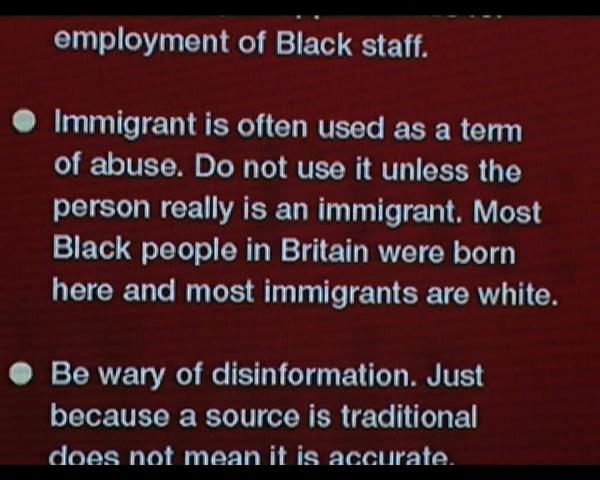 employment of Black staff.
Immigrant is often used as a term
of abuse. Do not use it unless the
person really is an immigrant. Most
Black people in Britain were born
here and most immigrants are white.
Be wary of disinformation. Just
because a source is traditional
does not mean it is accurate.